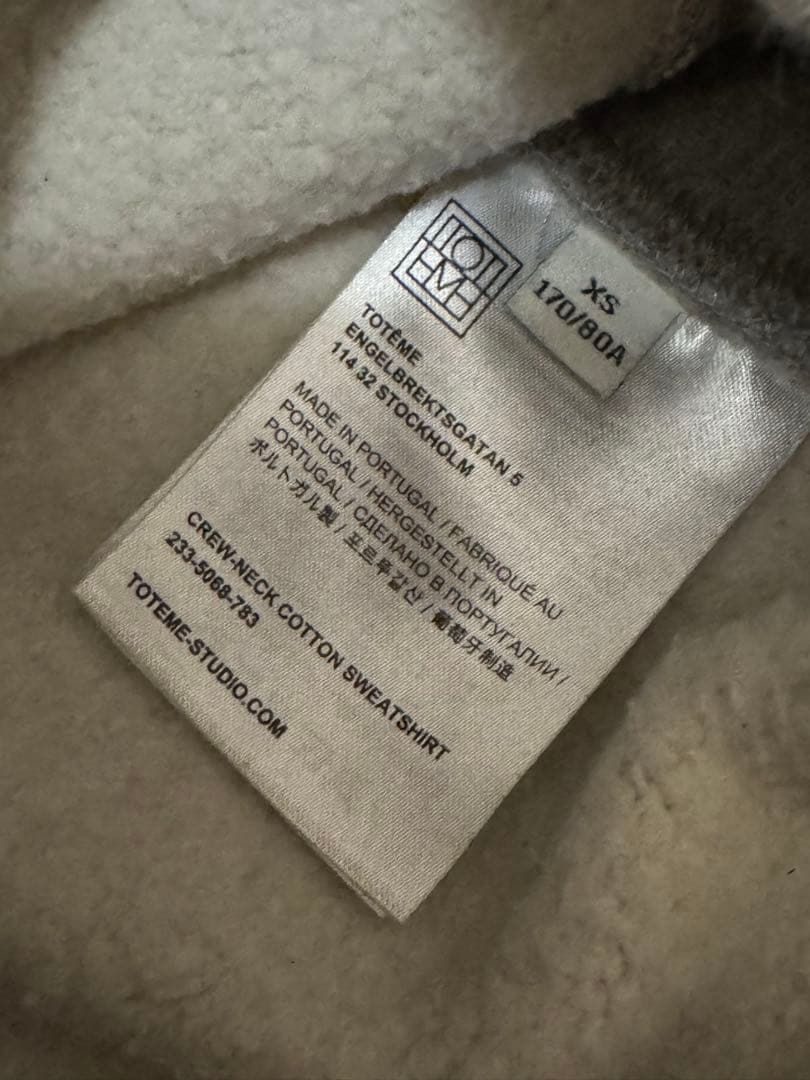 TOT
EME
XS
170/80A
TOTÊME
ENGELBREKTSGATAN 5
114 32 STOCKHOLM
MADE IN PORTUGAL / FABRIQUÉ AU
PORTUGAL / HERGESTELLT IN
PORTUGAL / СДЕЛАНО В ПОРТУГАЛИИ /
ポルトガル製 / 포르투갈산 / 葡萄牙制造
CREW-NECK COTTON SWEATSHIRT
233-5068-783
TOTEME-STUDIO.COM